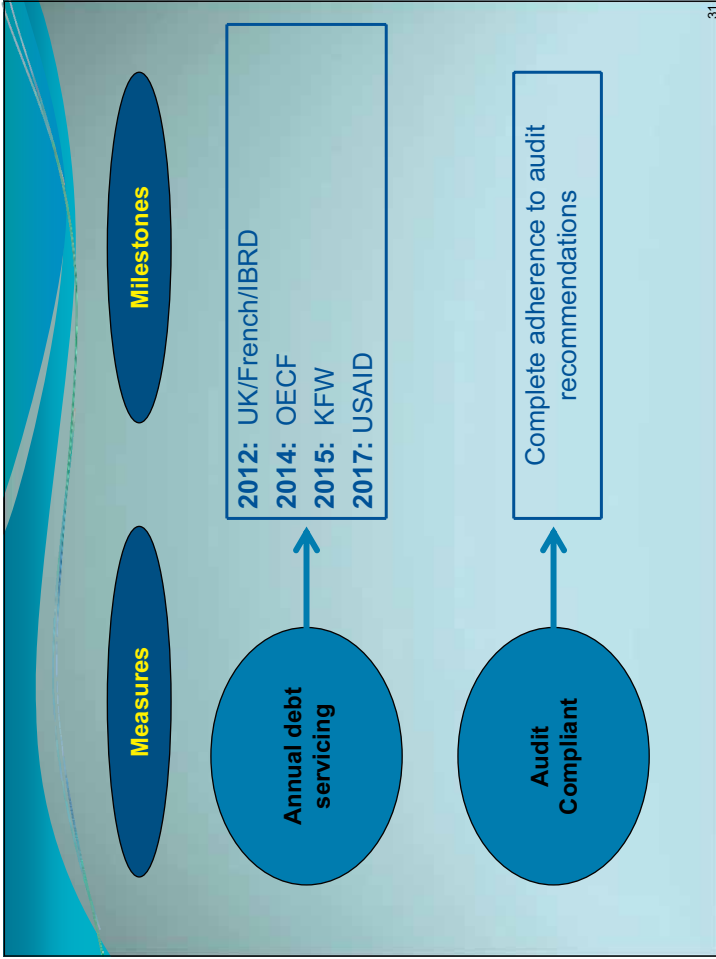 Measures
Milestones
Annual debt
servicing
2012: UK/French/IBRD
2014: OECF
2015: KFW
2017: USAID
Audit
Compliant
Complete adherence to audit
recommendations
31